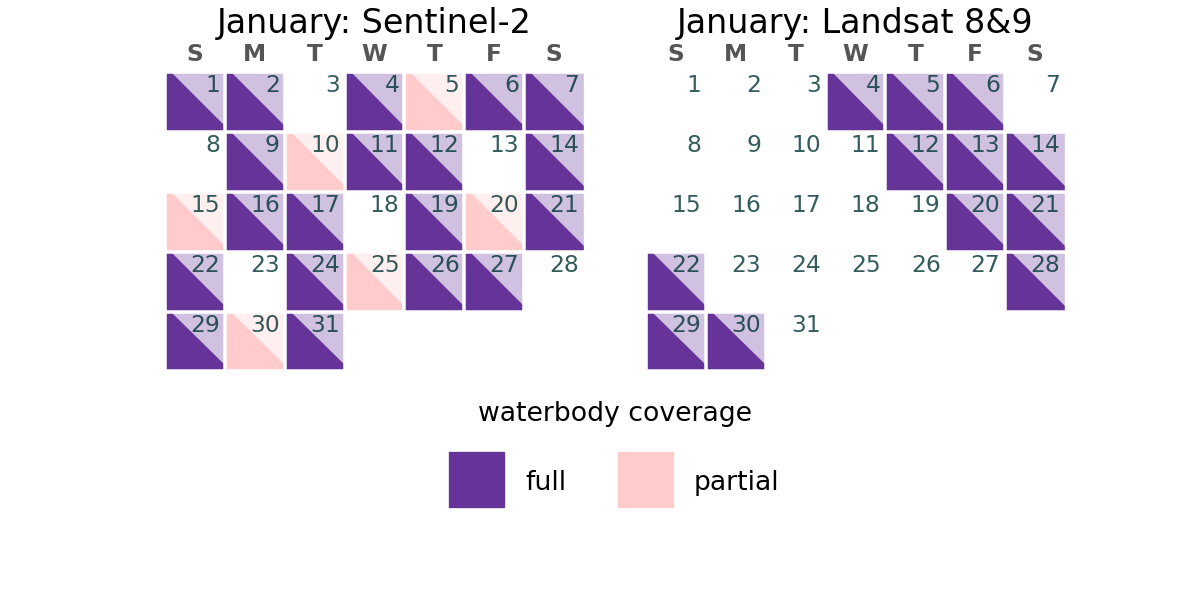 January: Sentinel-2
S M T W T F S
1 2 3 4 5 6 7
8 9 10 11 12 13 14
15 16 17 18 19 20 21
22 23 24 25 26 27 28
29 30 31
January: Landsat 8&9
S M T W T F S
1 2 3 4 5 6 7
8 9 10 11 12 13 14
15 16 17 18 19 20 21
22 23 24 25 26 27 28
29 30 31
waterbody coverage
full partial